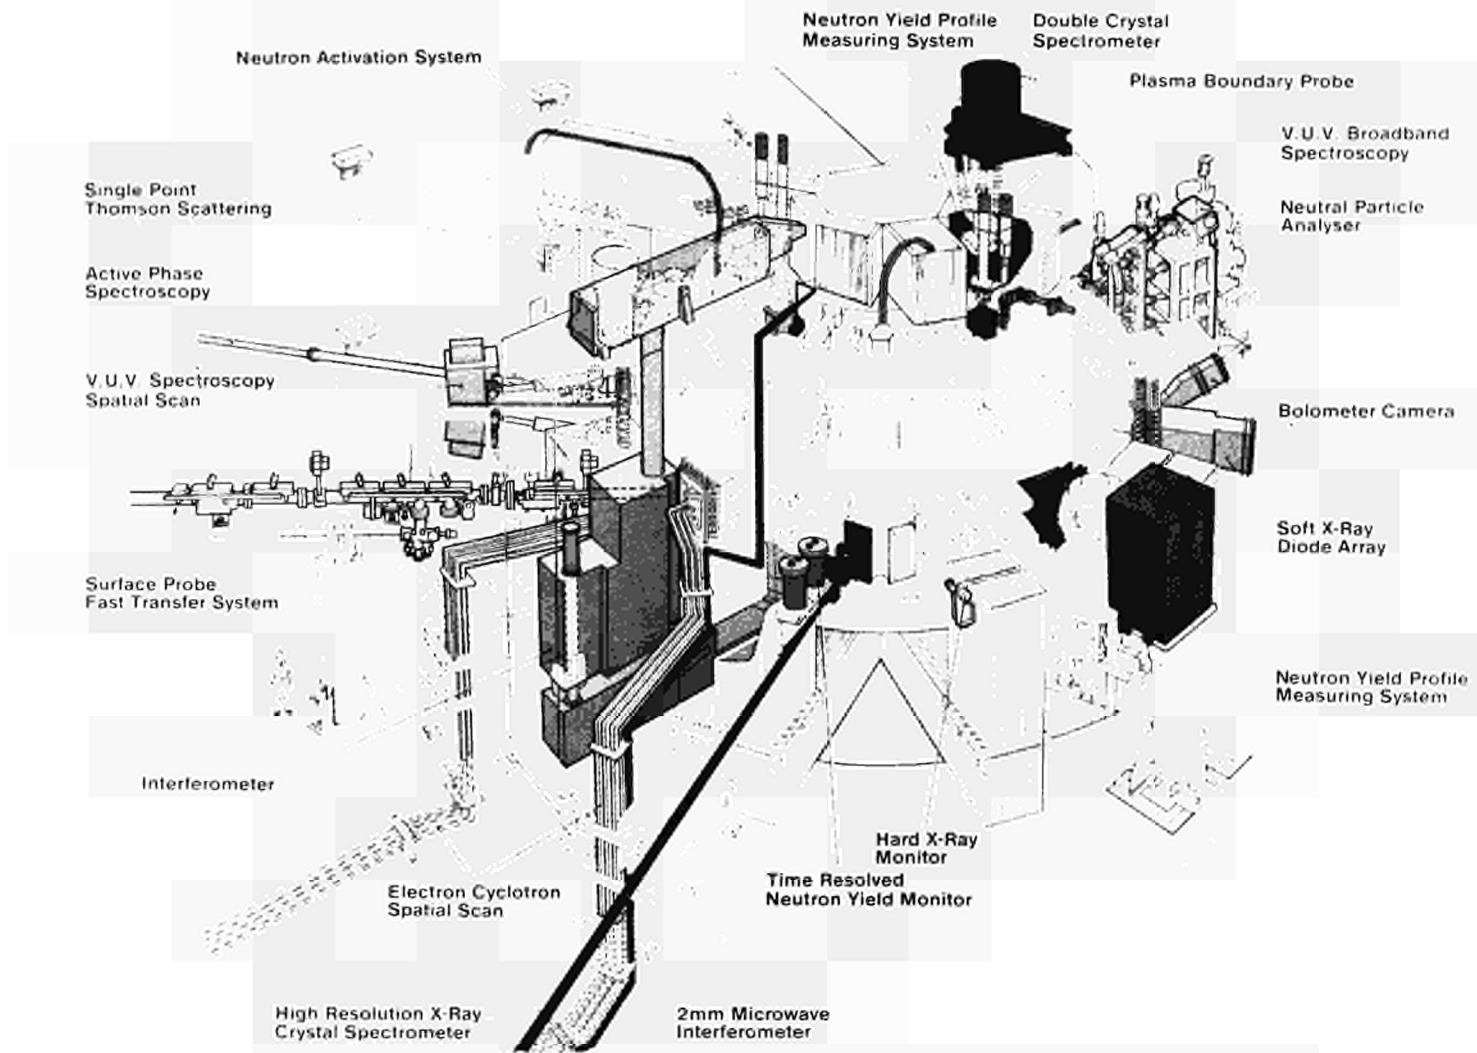 Neutron Yield Profile
Measuring System
Double Crystal
Spectrometer
Neutron Activation System
Plasma Boundary Probe
V.U.V. Broadband
Spectroscopy
Single Point
Thomson Scattering
Neutral Particle
Analyser
Active Phase
Spectroscopy
V.U.V. Spectroscopy
Spatial Scan
Bolometer Camera
Soft X-Ray
Diode Array
Surface Probe
Fast Transfer System
Neutron Yield Profile
Measuring System
Interferometer
Hard X-Ray
Monitor
Time Resolved
Neutron Yield Monitor
Electron Cyclotron
Spatial Scan
High Resolution X-Ray
Crystal Spectrometer
2mm Microwave
Interferometer